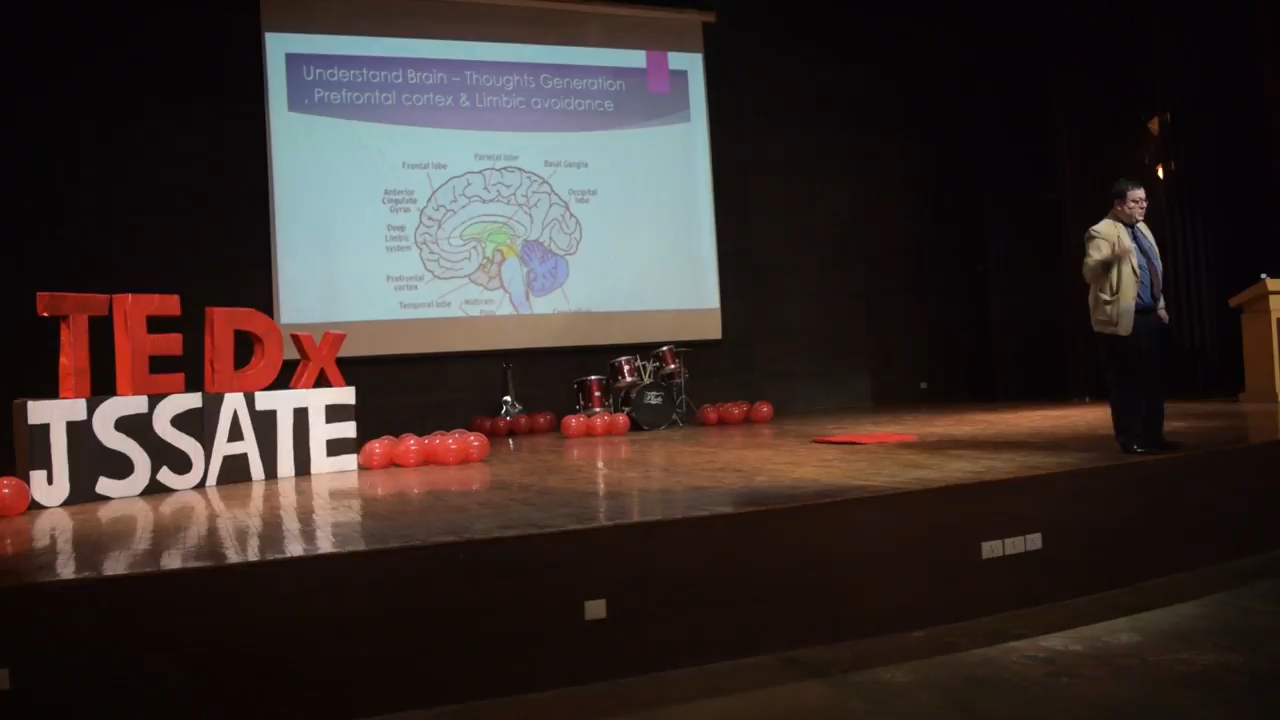 Understand Brain – Thoughts Generation
, Prefrontal cortex & Limbic avoidance
Parietal lobe
Frontal lobe
Basal Ganglia
Anterior
Cingulate
Gyrus
Occipital
lobe
Deep
Limbic
system
Prefrontal
cortex
Temporal lobe
Midbrain
TEDx
JSSATE